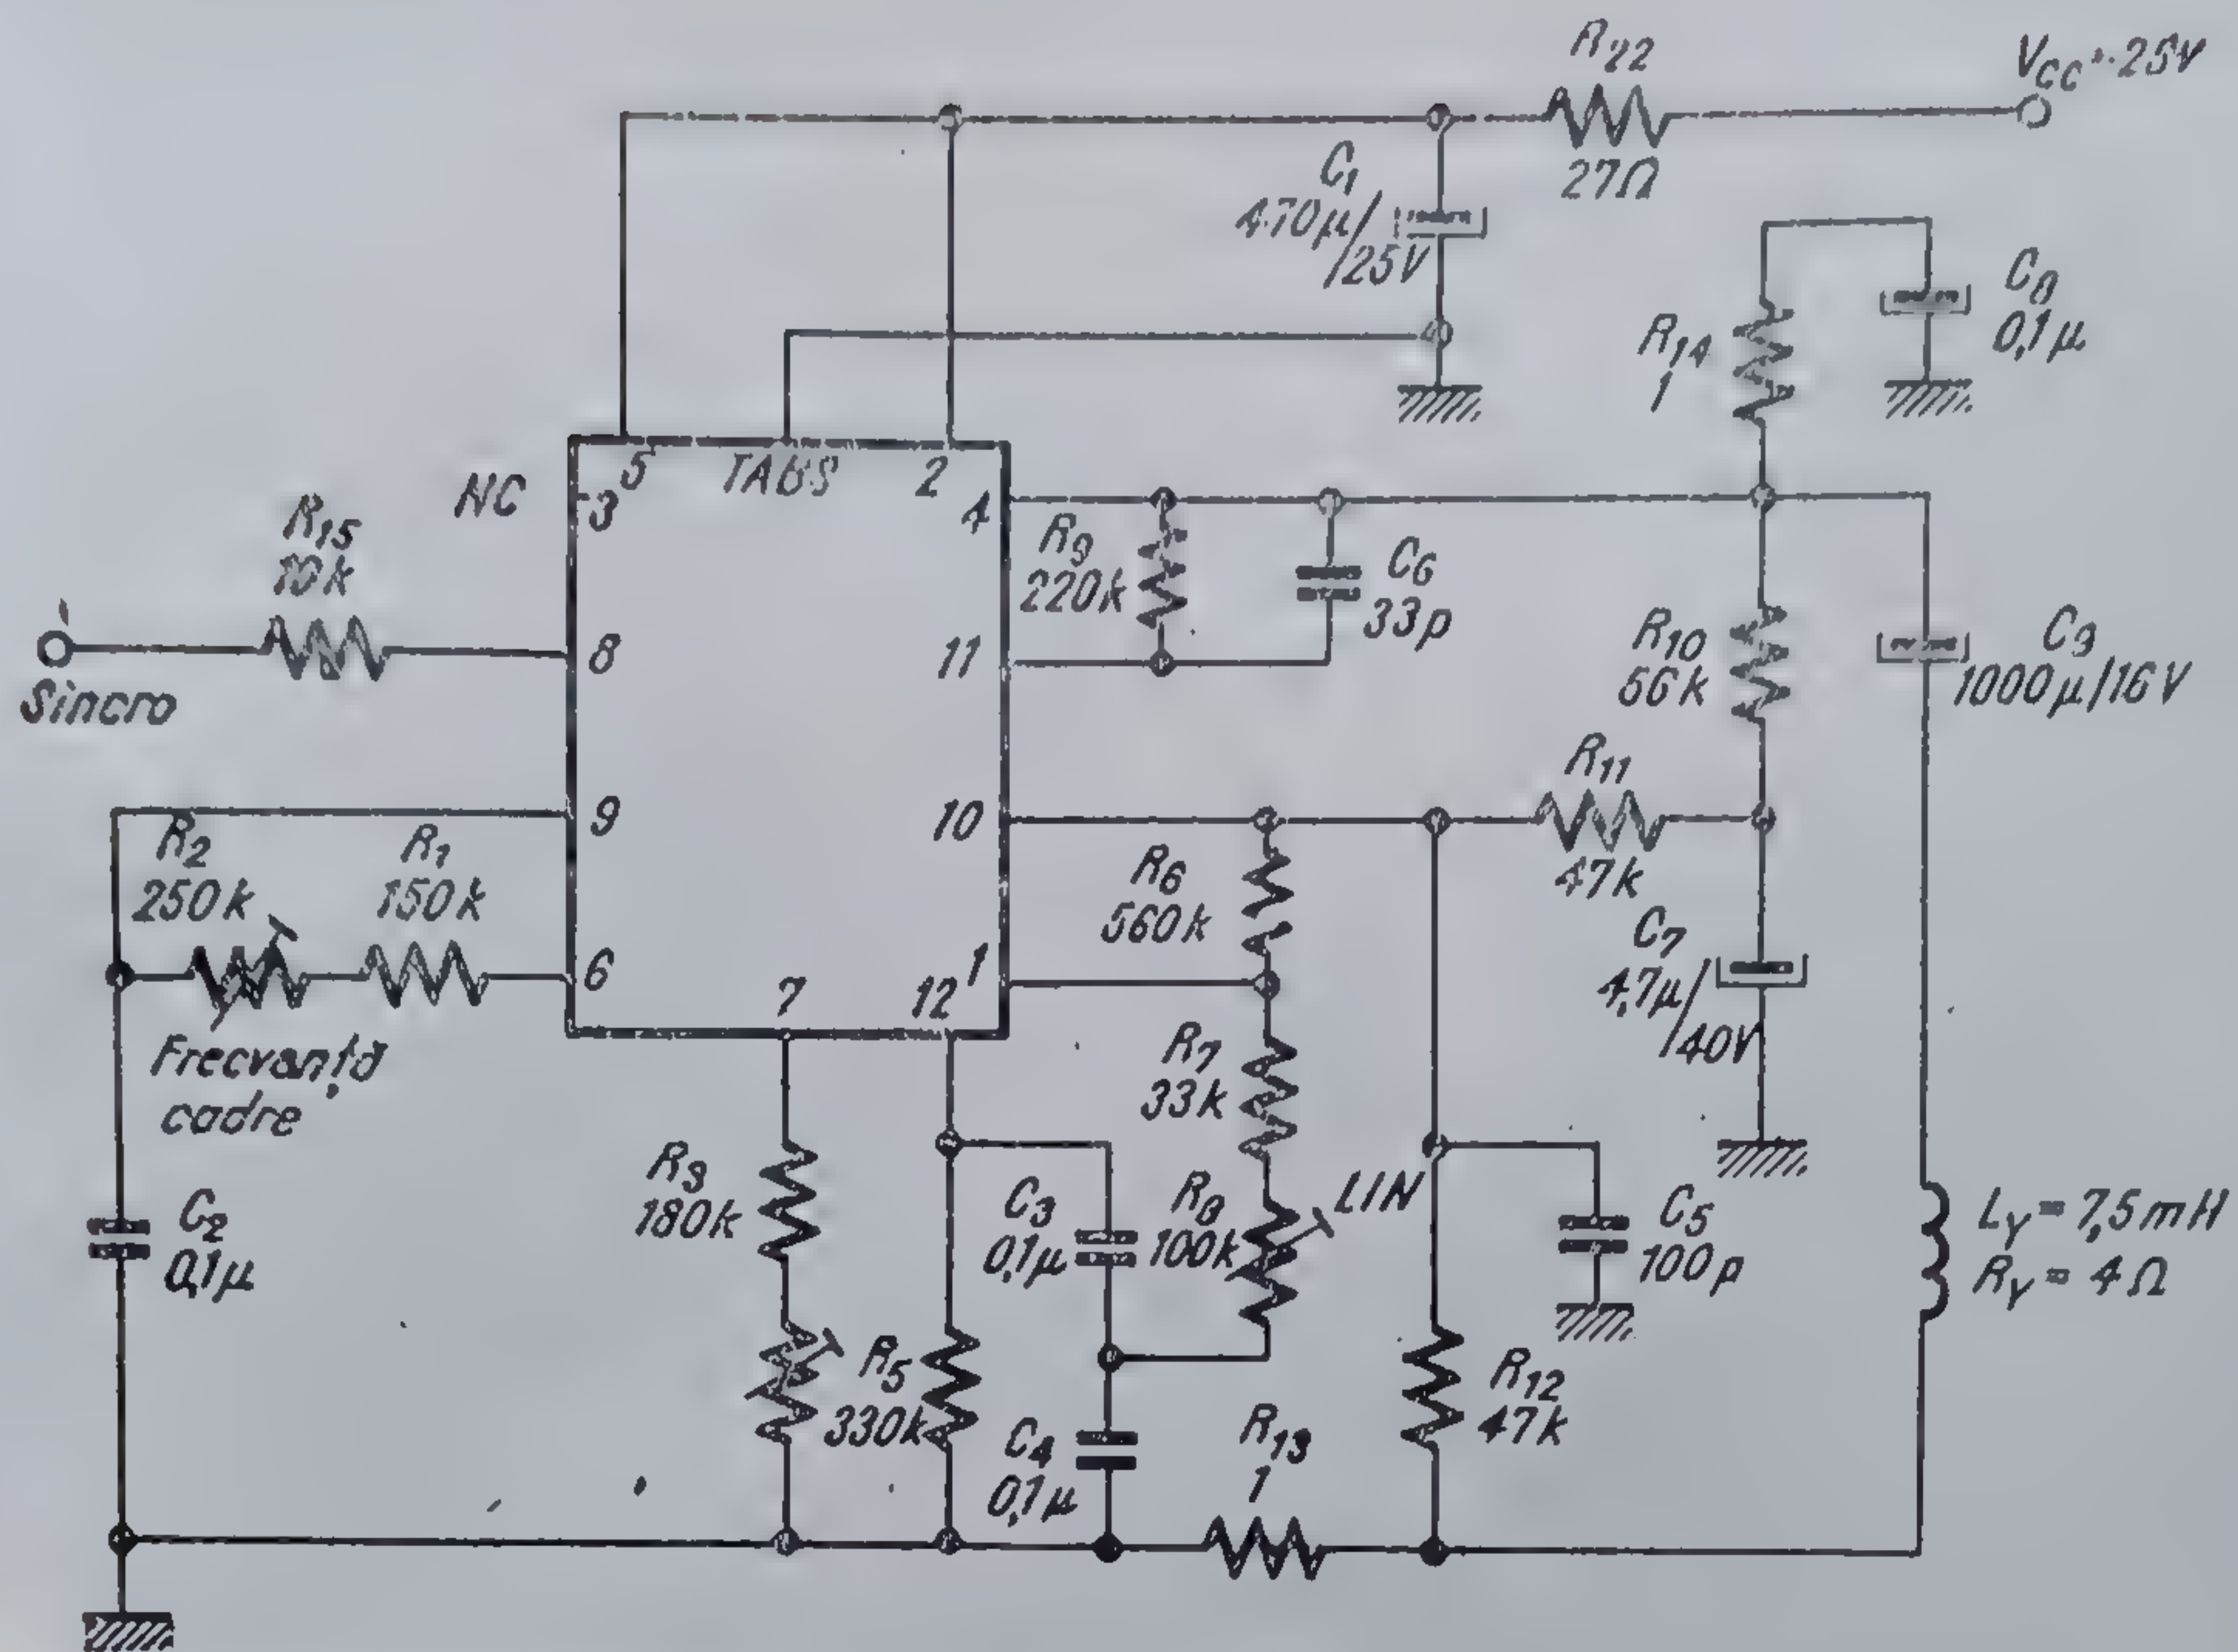 R22
27Ω
VCC · 25V
C1
470µ/25V
R14
1
C8
0,1µ
NC
3
5
TABS
2
4
R15
10k
Sincro
8
R9
220k
C6
33p
11
R10
56k
C9
1000µ/16V
R2
250k
R1
150k
9
10
R11
47k
R6
560k
C7
4,7µ/40V
6
7
12
1
Frecvanță
cadre
R7
33k
R3
180k
C3
0,1µ
R8
100k
LIN
C5
100p
LY = 7,5mH
RY = 4Ω
C2
0,1µ
R5
330k
C4
0,1µ
R13
1
R12
47k